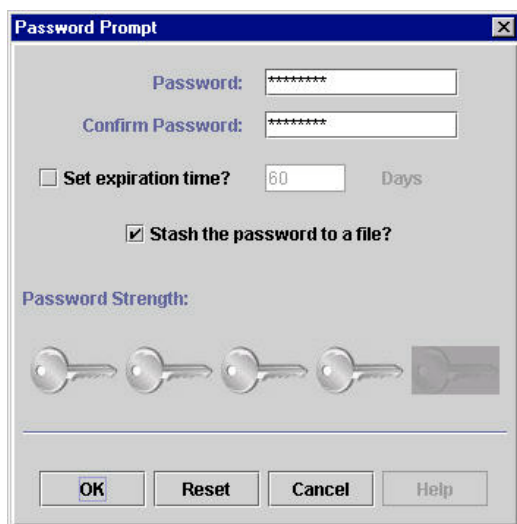 Password Prompt
Password: ********
Confirm Password: ********
Set expiration time? 60 Days
Stash the password to a file?
Password Strength:
OK Reset Cancel Help